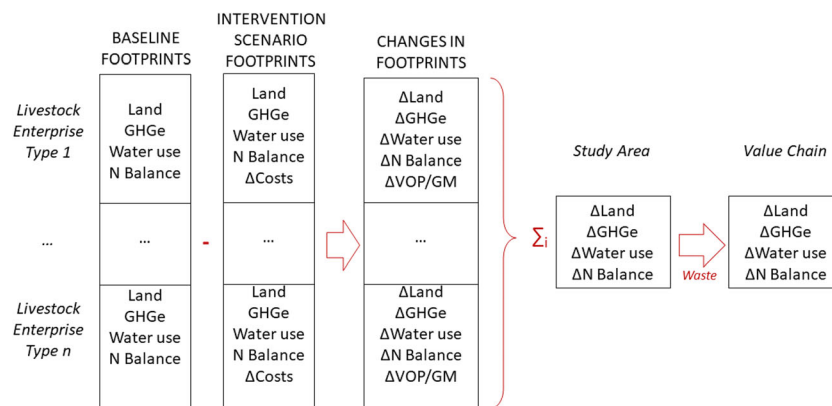 BASELINE
FOOTPRINTS
INTERVENTION
SCENARIO
FOOTPRINTS
CHANGES IN
FOOTPRINTS
Livestock
Enterprise
Type 1
Land
GHGe
Water use
N Balance
Land
GHGe
Water use
N Balance
ΔCosts
ΔLand
ΔGHGe
ΔWater use
ΔN Balance
ΔVOP/GM
...
...
-
...
...
Livestock
Enterprise
Type n
Land
GHGe
Water use
N Balance
Land
GHGe
Water use
N Balance
ΔCosts
ΔLand
ΔGHGe
ΔWater use
ΔN Balance
ΔVOP/GM
Σi
Study Area
ΔLand
ΔGHGe
ΔWater use
ΔN Balance
Waste
Value Chain
ΔLand
ΔGHGe
ΔWater use
ΔN Balance